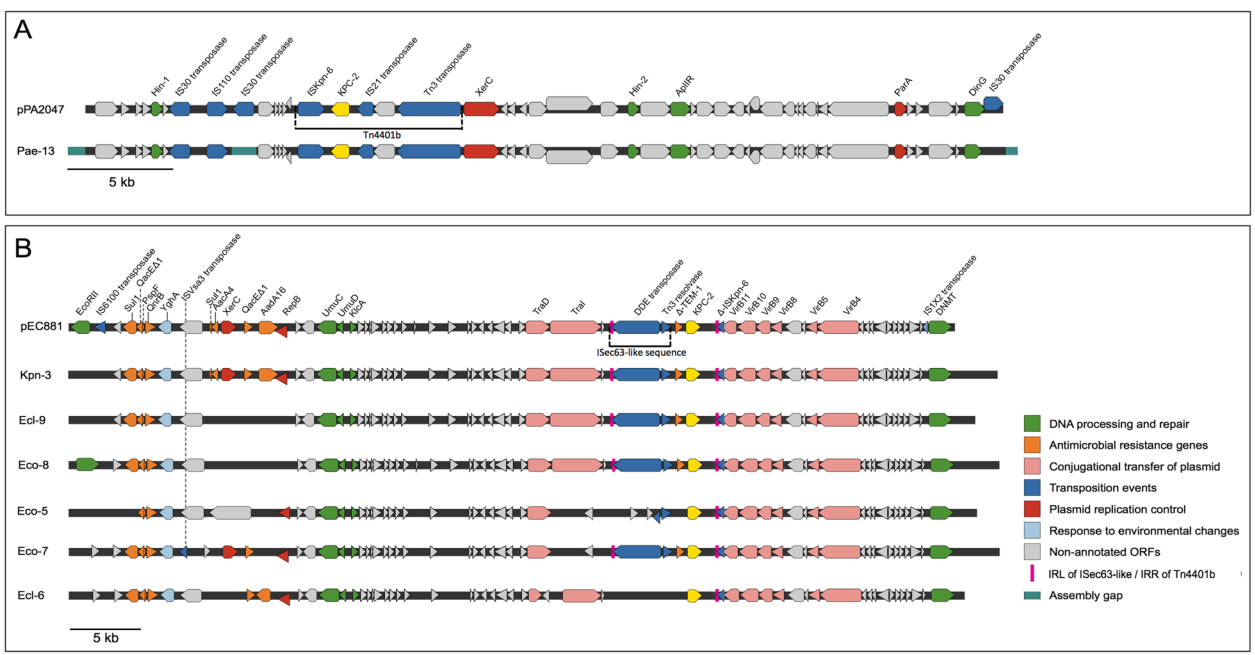 A
Hin-1
IS30 transposase
IS110 transposase
IS30 transposase
ISKpn-6
KPC-2
IS21 transposase
Tn3 transposase
XerC
Hin-2
ApIIR
ParA
DinG
IS30 transposase
pPA2047
Tn4401b
Pae-13
5 kb
B
EcoRII
IS6100 transposase
Sul1
QacEΔ1
PspF
QnrB
YghA
ISVsa3 transposase
Sul1
AacA4
XerC
QacEΔ1
AadA16
RepB
UmuC
UmuD
KlcA
TraD
TraI
DDE transposase
Tn3 resolvase
Δ-TEM-1
KPC-2
Δ-ISKpn-6
VirB11
VirB10
VirB9
VirB8
VirB5
VirB4
IS1X2 transposase
DNMT
pEC881
ISec63-like sequence
Kpn-3
Ecl-9
Eco-8
Eco-5
Eco-7
Ecl-6
5 kb
DNA processing and repair
Antimicrobial resistance genes
Conjugational transfer of plasmid
Transposition events
Plasmid replication control
Response to environmental changes
Non-annotated ORFs
IRL of ISec63-like / IRR of Tn4401b
Assembly gap